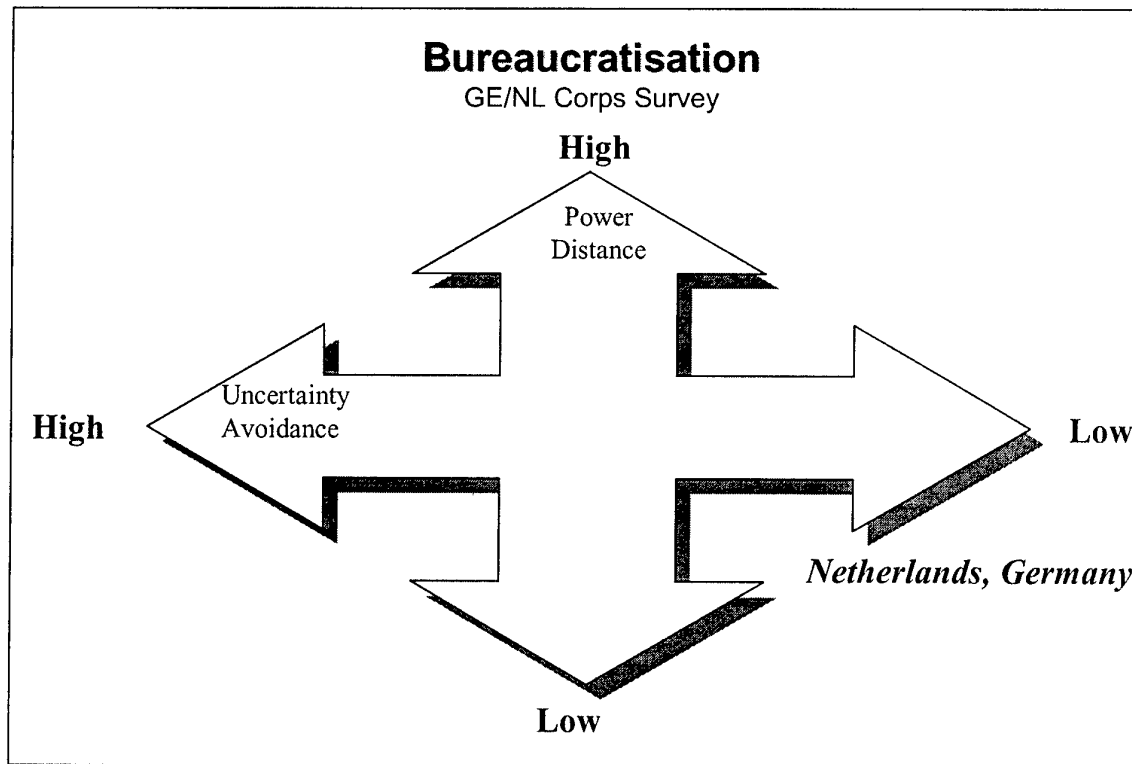 Bureaucratisation
GE/NL Corps Survey
High
Power
Distance
Uncertainty
Avoidance
High
Low
Netherlands, Germany
Low